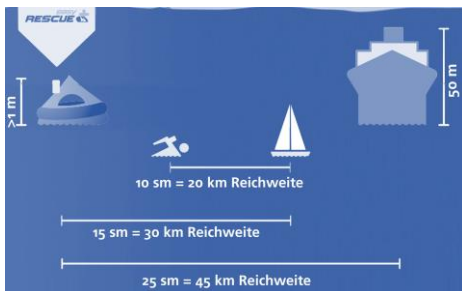 RESCUE
>1 m
50 m
10 sm = 20 km Reichweite
15 sm = 30 km Reichweite
25 sm = 45 km Reichweite